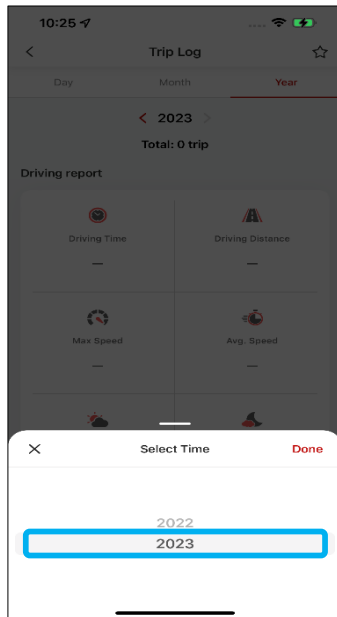 10:25
Trip Log
Day Month Year
< 2023 >
Total: 0 trip
Driving report
Driving Time Driving Distance
— —
Max Speed Avg. Speed
— —
Select Time Done
2022
2023